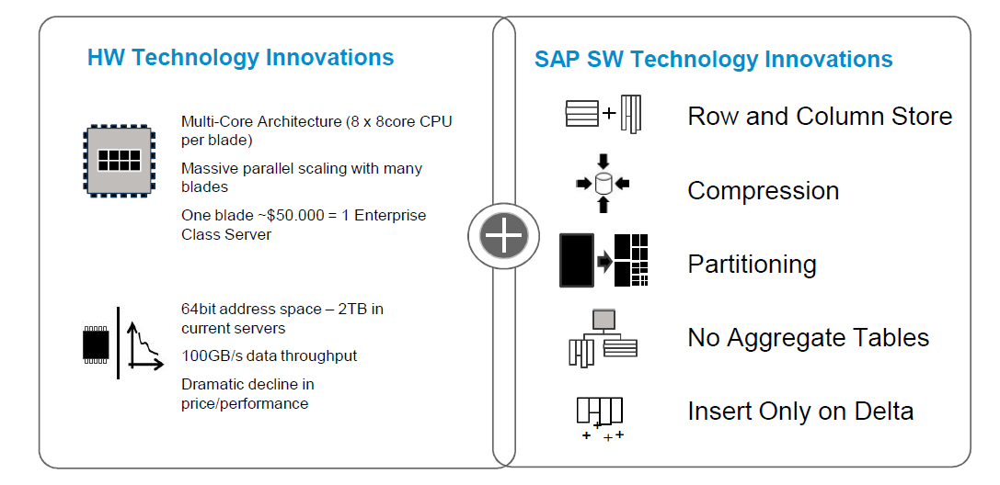 HW Technology Innovations
Multi-Core Architecture (8 x 8core CPU
per blade)
Massive parallel scaling with many
blades
One blade ~$50.000 = 1 Enterprise
Class Server
64bit address space – 2TB in
current servers
100GB/s data throughput
Dramatic decline in
price/performance
SAP SW Technology Innovations
Row and Column Store
Compression
Partitioning
No Aggregate Tables
Insert Only on Delta